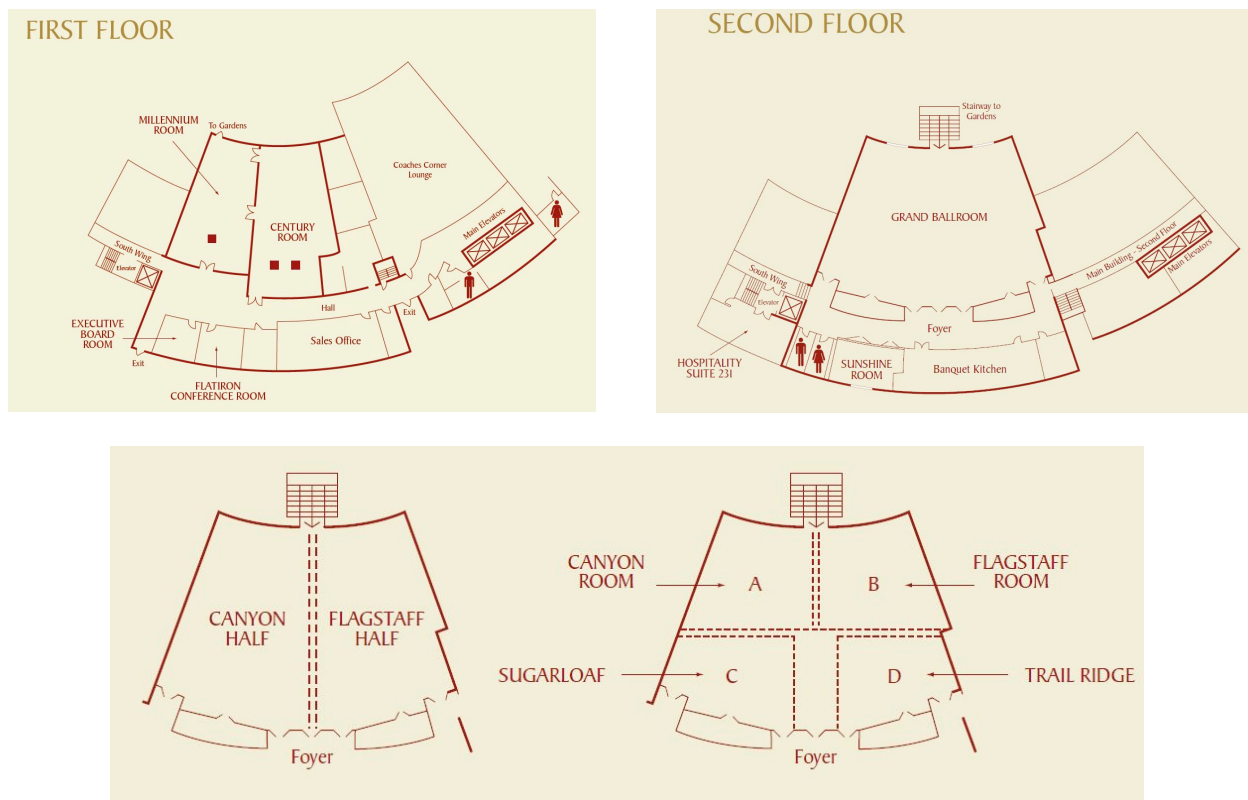 FIRST FLOOR
MILLENNIUM
ROOM
To Gardens
Coaches Corner
Lounge
CENTURY
ROOM
Main Elevators
South Wing
Elevator
Hall
Exit
EXECUTIVE
BOARD
ROOM
Sales Office
Exit
FLATIRON
CONFERENCE ROOM
SECOND FLOOR
Stairway to
Gardens
GRAND BALLROOM
Main Building - Second Floor
Main Elevators
South Wing
Elevator
Foyer
HOSPITALITY
SUITE 231
SUNSHINE
ROOM
Banquet Kitchen
CANYON
HALF
FLAGSTAFF
HALF
Foyer
CANYON
ROOM
A
B
FLAGSTAFF
ROOM
SUGARLOAF
C
D
TRAIL RIDGE
Foyer